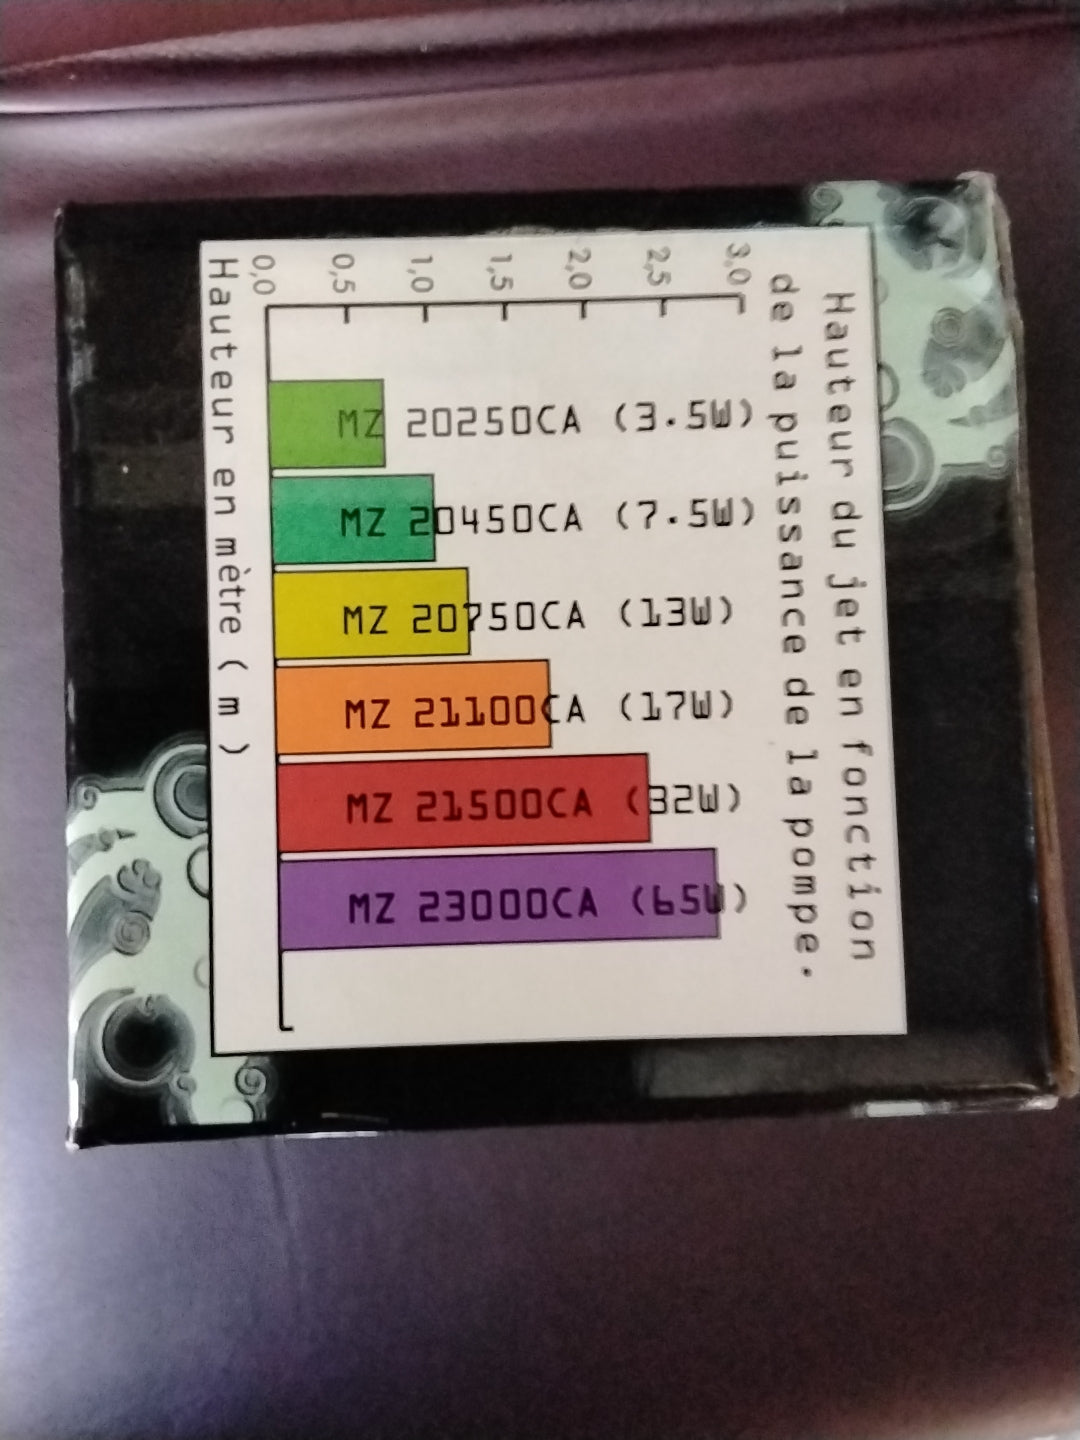 Hauteur du jet en fonction
de la puissance de la pompe.
3,0
2,5
2,0
1,5
1,0
0,5
0,0
MZ 20250CA (3.5W)
MZ 20450CA (7.5W)
MZ 20750CA (13W)
MZ 21100CA (17W)
MZ 21500CA (32W)
MZ 23000CA (65W)
Hauteur en mètre ( m )